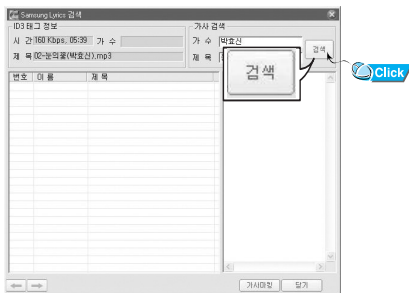 Samsung Lyrics 검색
ID3 태그 정보
시 간 160 Kbps, 05:39 가 수
제 목 02-눈의꽃(박효신).mp3
가사 검색
가 수 박효신
제 목
검색
검색
Click
번호 이 름 제 목
가사미킹 닫기